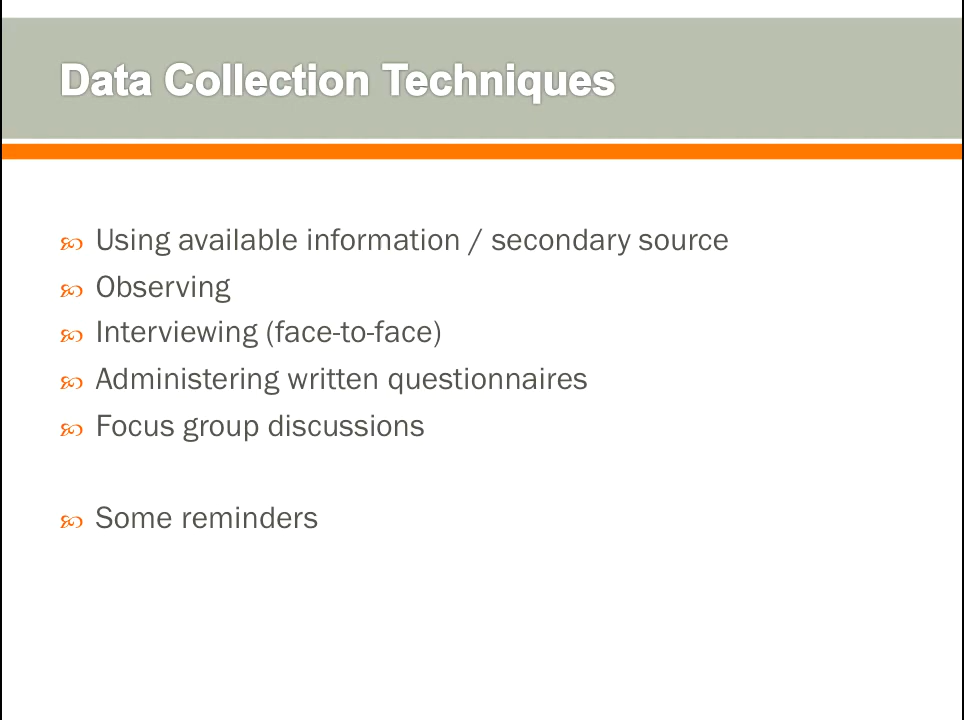 Data Collection Techniques
Using available information / secondary source
Observing
Interviewing (face-to-face)
Administering written questionnaires
Focus group discussions
Some reminders